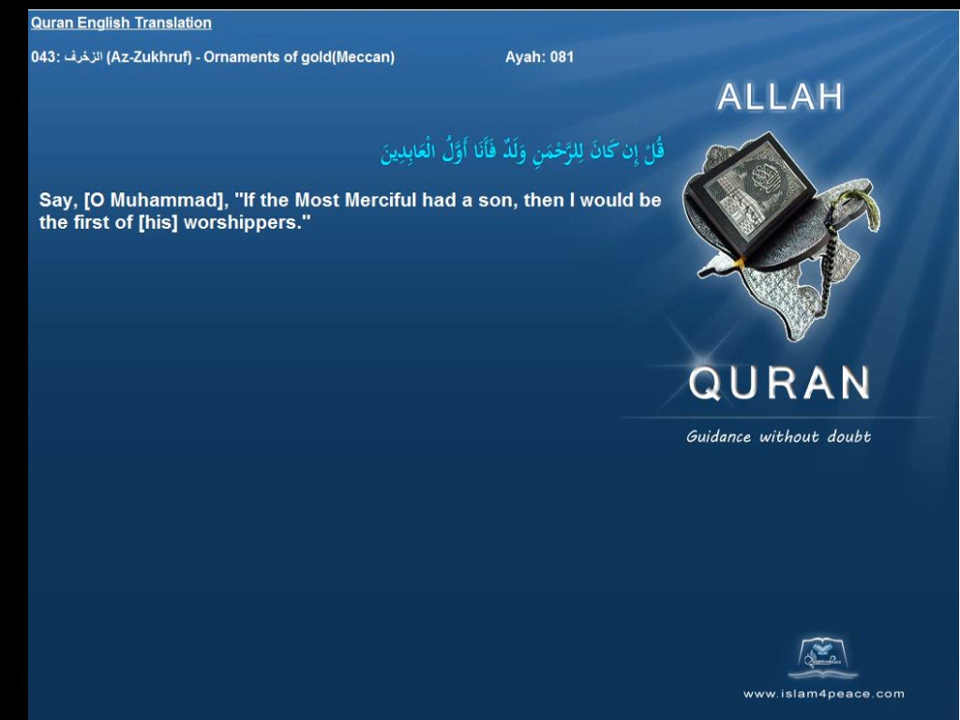 Quran English Translation
043: الزخرف (Az-Zukhruf) - Ornaments of gold(Meccan) Ayah: 081
ALLAH
قُلْ إِن كَانَ لِلرَّحْمَنِ وَلَدٌ فَأَنَا أَوَّلُ الْعَابِدِينَ
Say, [O Muhammad], "If the Most Merciful had a son, then I would be
the first of [his] worshippers."
QURAN
Guidance without doubt
www.islam4peace.com